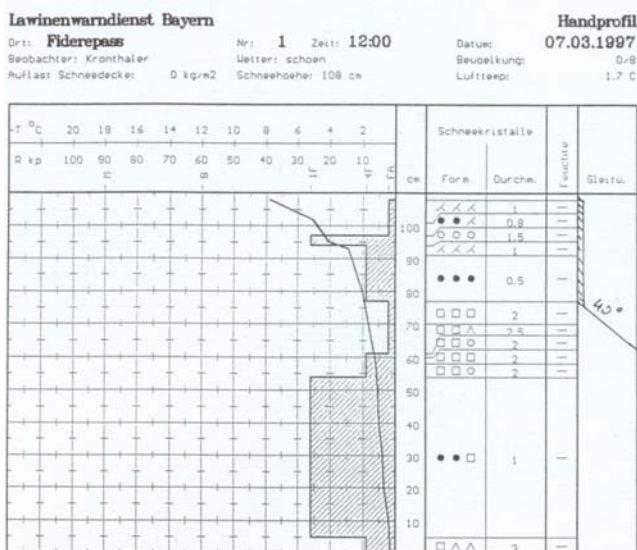 Lawinenwarndienst Bayern Handprofil
Ort: Fiderepass Nr: 1 Zeit: 12:00 Datum: 07.03.1997
Beobachter: Kronthaler Wetter: schoen Bewoelkung: 0/8
Auflast Schneedecke: 0 kg/m2 Schneehoehe: 108 cm Lufttemp: 1.7 C
-T °C 20 18 16 14 12 10 8 6 4 2 Schneekristalle
R kp 100 90 80 70 60 50 40 30 20 10 cm Form Durchm. Feuchte Gleitw.
1F 4F FA
1
100 0.8
1.5
1
90
0.5
80
40°
2
70
2.5
2
60 2
2
50
40
30 1
20
10
3